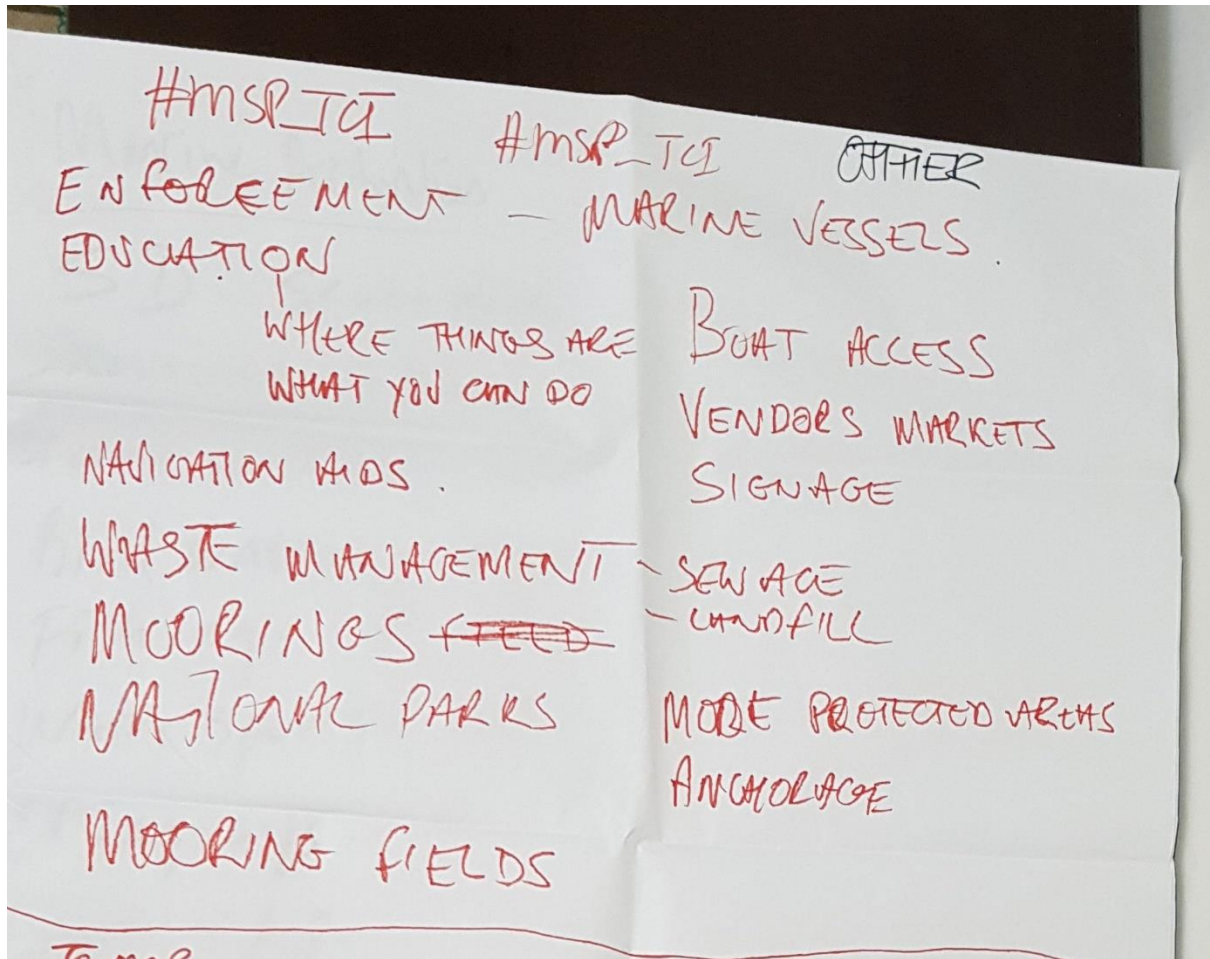 #MSP_TCI #MSP_TCI OTHER
ENFORCEMENT - MARINE VESSELS.
EDUCATION
WHERE THINGS ARE
WHAT YOU CAN DO
BOAT ACCESS
VENDORS MARKETS
SIGNAGE
NAVIGATION AIDS.
WASTE MANAGEMENT - SEWAGE
- LANDFILL
MOORINGS
NATIONAL PARKS
MORE PROTECTED AREAS
ANCHORAGE
MOORING FIELDS